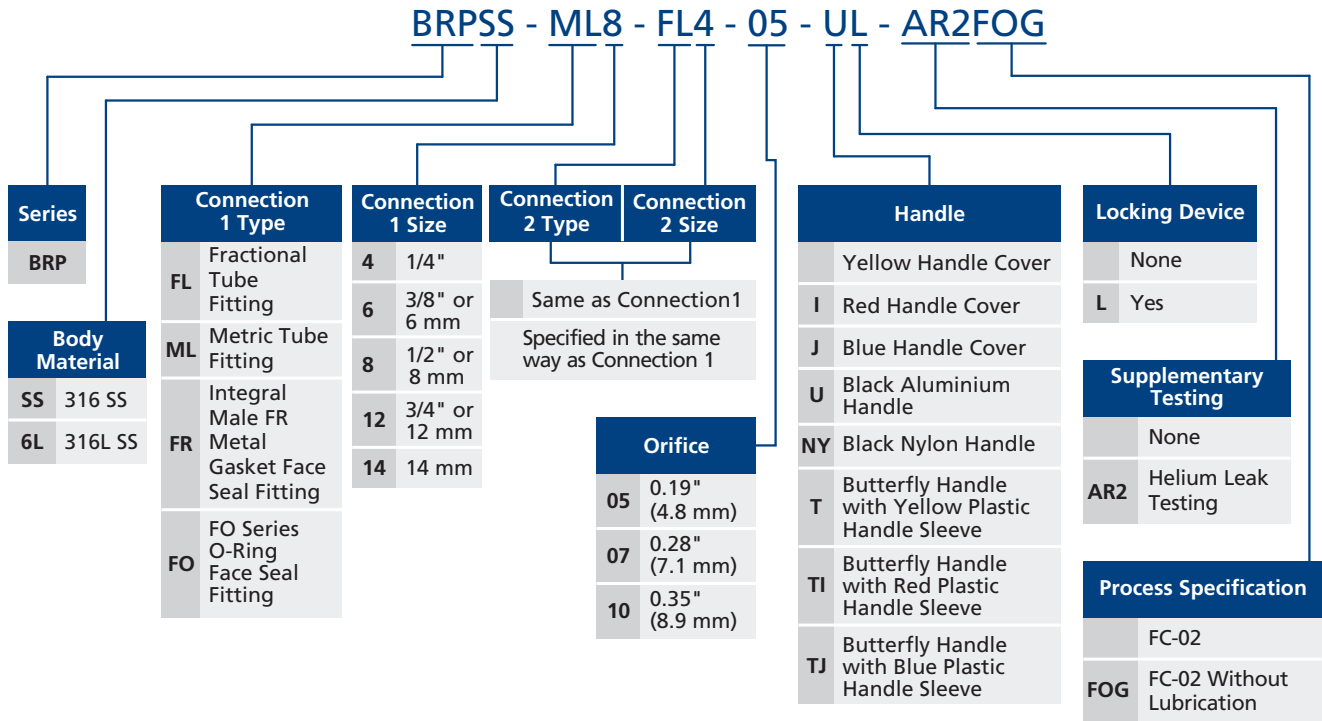 BRPSS - ML8 - FL4 - 05 - UL - AR2FOG
Series
BRP
Body
Material
SS 316 SS
6L 316L SS
Connection
1 Type
FL
Fractional
Tube
Fitting
ML
Metric Tube
Fitting
FR
Integral
Male FR
Metal
Gasket Face
Seal Fitting
FO
FO Series
O-Ring
Face Seal
Fitting
Connection
1 Size
4 1/4"
6
3/8" or
6 mm
8
1/2" or
8 mm
12
3/4" or
12 mm
14 14 mm
Connection
2 Type
Connection
2 Size
Same as Connection1
Specified in the same
way as Connection 1
Orifice
05
0.19"
(4.8 mm)
07
0.28"
(7.1 mm)
10
0.35"
(8.9 mm)
Handle
Yellow Handle Cover
I Red Handle Cover
J Blue Handle Cover
U
Black Aluminium
Handle
NY Black Nylon Handle
T
Butterfly Handle
with Yellow Plastic
Handle Sleeve
TI
Butterfly Handle
with Red Plastic
Handle Sleeve
TJ
Butterfly Handle
with Blue Plastic
Handle Sleeve
Locking Device
None
L Yes
Supplementary
Testing
None
AR2
Helium Leak
Testing
Process Specification
FC-02
FOG
FC-02 Without
Lubrication